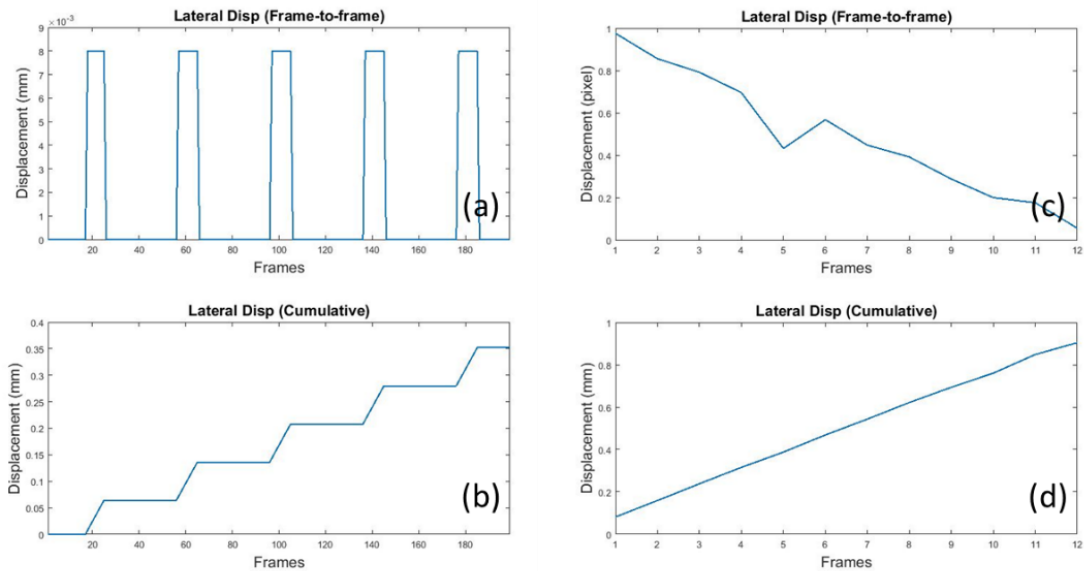 Lateral Disp (Frame-to-frame)
×10⁻³
9
8
7
6
5
4
3
2
1
0
Displacement (mm)
20 40 60 80 100 120 140 160 180
Frames
(a)
Lateral Disp (Frame-to-frame)
1
0.8
0.6
0.4
0.2
0
Displacement (pixel)
1 2 3 4 5 6 7 8 9 10 11 12
Frames
(c)
Lateral Disp (Cumulative)
0.4
0.35
0.3
0.25
0.2
0.15
0.1
0.05
0
Displacement (mm)
20 40 60 80 100 120 140 160 180
Frames
(b)
Lateral Disp (Cumulative)
1
0.8
0.6
0.4
0.2
0
Displacement (mm)
1 2 3 4 5 6 7 8 9 10 11 12
Frames
(d)